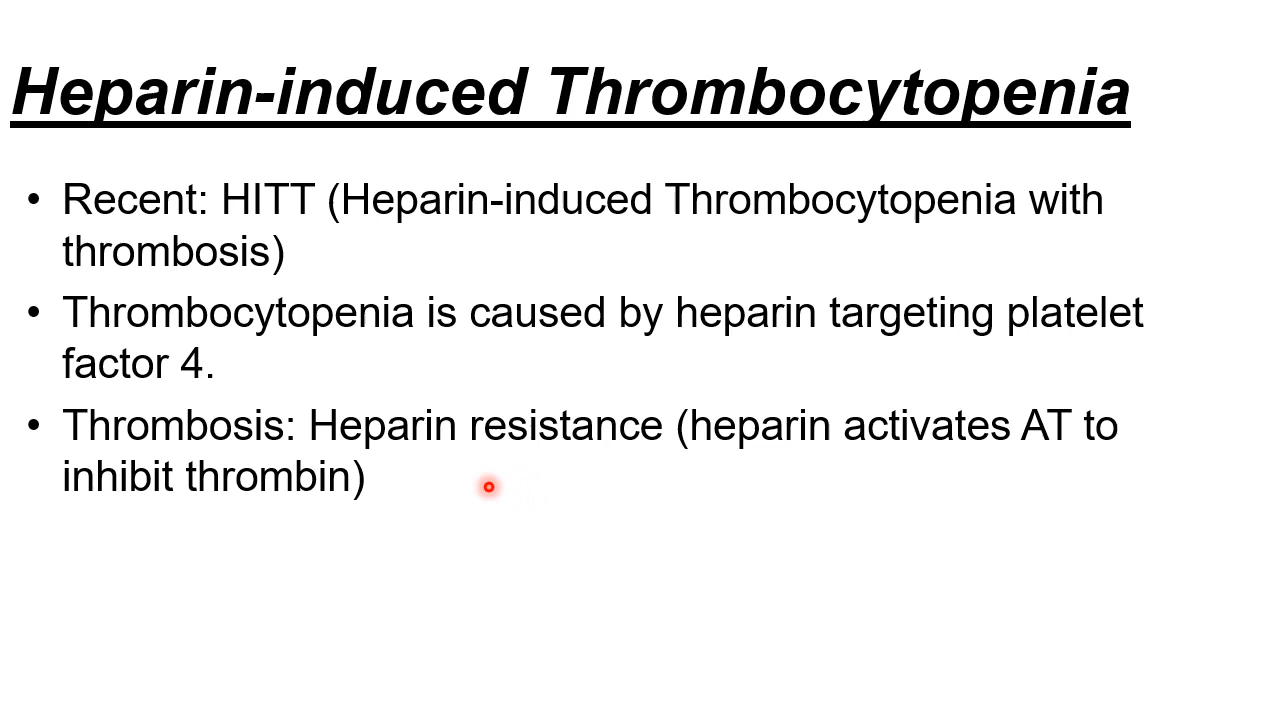 Heparin-induced Thrombocytopenia
• Recent: HITT (Heparin-induced Thrombocytopenia with
thrombosis)
• Thrombocytopenia is caused by heparin targeting platelet
factor 4.
• Thrombosis: Heparin resistance (heparin activates AT to
inhibit thrombin)